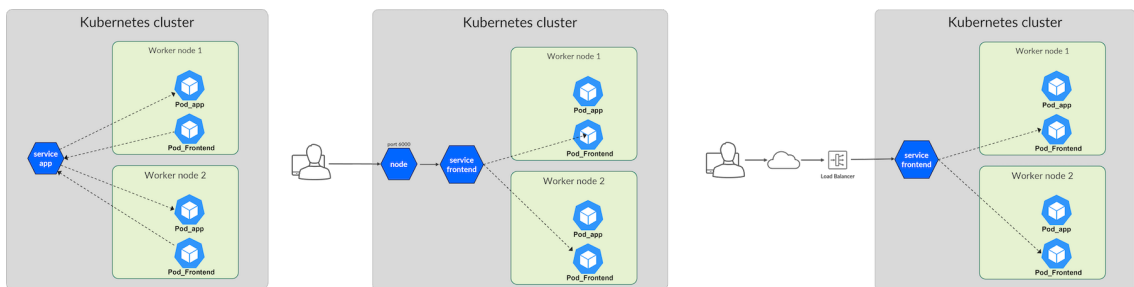 Kubernetes cluster
Worker node 1
Pod_app
Pod_Frontend
service
app
Worker node 2
Pod_app
Pod_Frontend
Kubernetes cluster
Worker node 1
Pod_app
Pod_Frontend
port 6000
node
service
frontend
Worker node 2
Pod_app
Pod_Frontend
Kubernetes cluster
Worker node 1
Pod_app
Pod_Frontend
Load Balancer
service
frontend
Worker node 2
Pod_app
Pod_Frontend